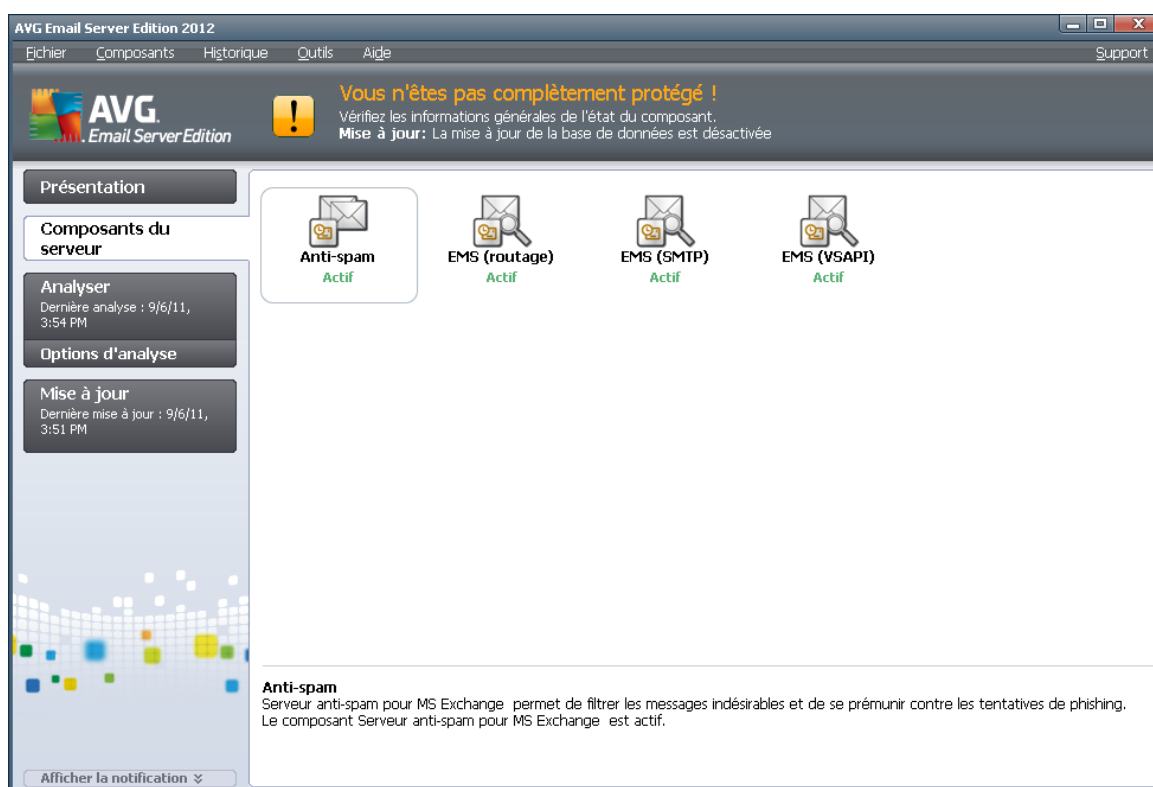 AVG Email Server Edition 2012
Fichier Composants Historique Outils Aide Support
AVG.
Email Server Edition
Vous n'êtes pas complètement protégé !
Vérifiez les informations générales de l'état du composant.
Mise à jour: La mise à jour de la base de données est désactivée
Présentation
Composants du
serveur
Analyser
Dernière analyse : 9/6/11,
3:54 PM
Options d'analyse
Mise à jour
Dernière mise à jour : 9/6/11,
3:51 PM
Afficher la notification
Anti-spam
Actif
EMS (routage)
Actif
EMS (SMTP)
Actif
EMS (VSAPI)
Actif
Anti-spam
Serveur anti-spam pour MS Exchange permet de filtrer les messages indésirables et de se prémunir contre les tentatives de phishing.
Le composant Serveur anti-spam pour MS Exchange est actif.